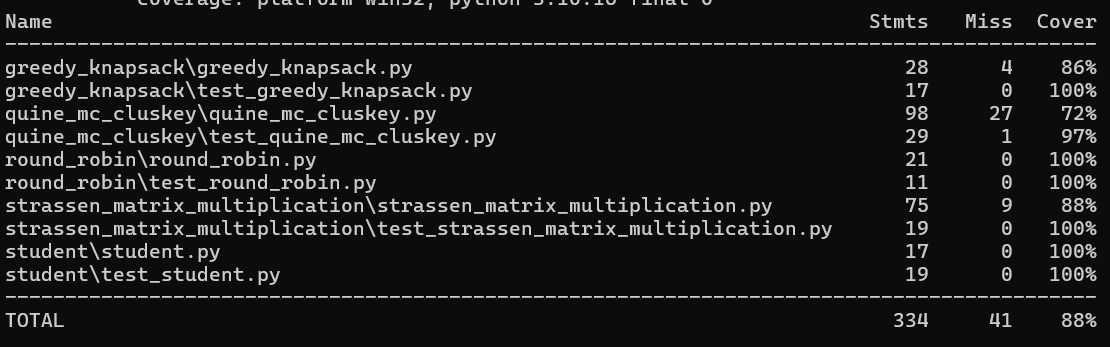 coverage: platform win32, python 3.10.16-final-0
Name Stmts Miss Cover
---------------------------------------------------------------------------------------------
greedy_knapsack\greedy_knapsack.py 28 4 86%
greedy_knapsack\test_greedy_knapsack.py 17 0 100%
quine_mc_cluskey\quine_mc_cluskey.py 98 27 72%
quine_mc_cluskey\test_quine_mc_cluskey.py 29 1 97%
round_robin\round_robin.py 21 0 100%
round_robin\test_round_robin.py 11 0 100%
strassen_matrix_multiplication\strassen_matrix_multiplication.py 75 9 88%
strassen_matrix_multiplication\test_strassen_matrix_multiplication.py 19 0 100%
student\student.py 17 0 100%
student\test_student.py 19 0 100%
---------------------------------------------------------------------------------------------
TOTAL 334 41 88%